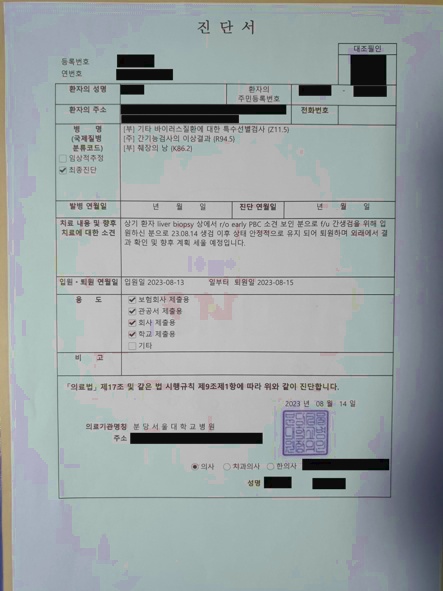 진단서
대조필인
등록번호
연번호
환자의 성명
환자의 주민등록번호
-
환자의 주소
전화번호
병 명
(국제질병
분류코드)
임상적추정
최종진단
[부] 기타 바이러스질환에 대한 특수선별검사 (Z11.5)
[주] 간기능검사의 이상결과 (R94.5)
[부] 췌장의 낭 (K86.2)
발병 연월일 년 월 일 진단 연월일 년 월 일
치료 내용 및 향후
치료에 대한 소견
상기 환자 liver biopsy 상에서 r/o early PBC 소견 보인 분으로 f/u 간생검을 위해 입
원하신 분으로 23.08.14 생검 이후 상태 안정적으로 유지 되어 퇴원하며 외래에서 결
과 확인 및 향후 계획 세울 예정입니다.
입원ㆍ퇴원 연월일 입원일 2023-08-13 일부터 퇴원일 2023-08-15
용 도
보험회사 제출용
관공서 제출용
회사 제출용
학교 제출용
기타
비 고
「의료법」 제17조 및 같은 법 시행규칙 제9조제1항에 따라 위와 같이 진단합니다.
2023 년 08 월 14 일
의료기관명칭 분당서울대학교병원
주소
의사 치과의사 한의사
성명